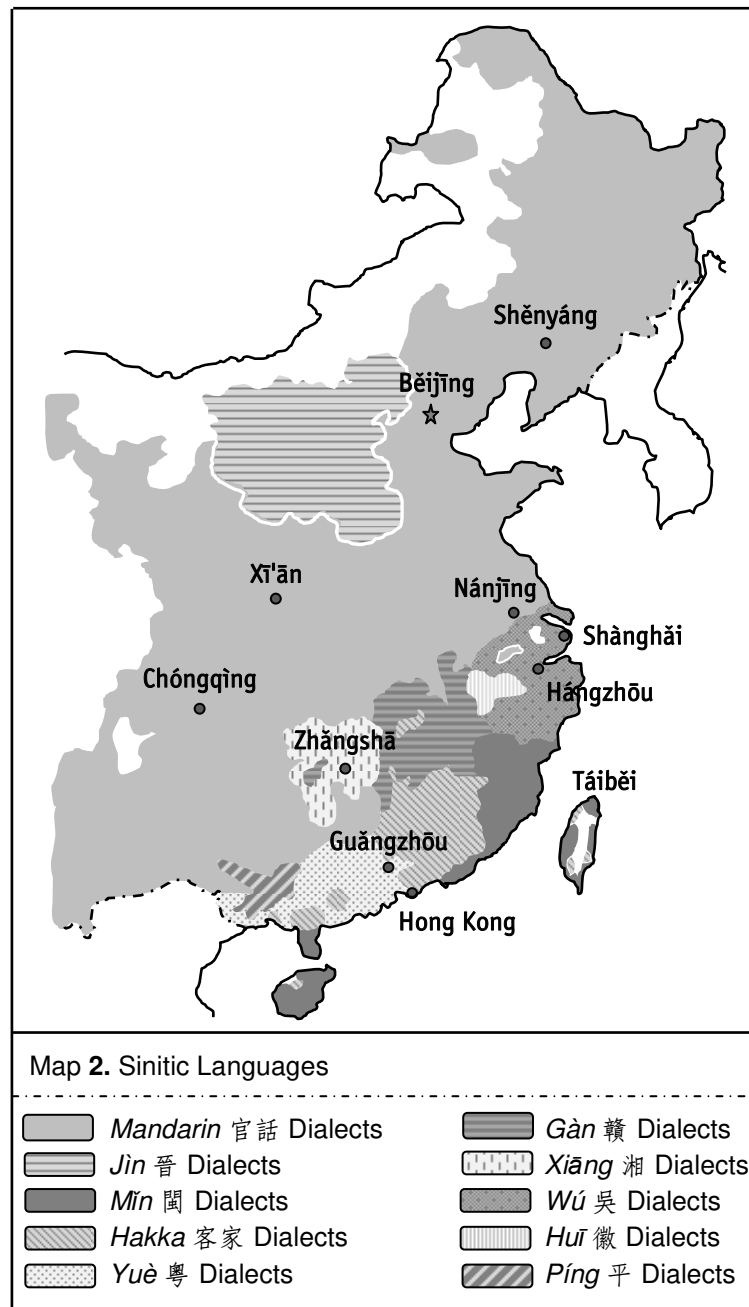 Shěnyáng
Běijīng
Xī'ān
Nánjīng
Shànghǎi
Chóngqìng
Hángzhōu
Zhǎngshā
Táiběi
Guǎngzhōu
Hong Kong
Map 2. Sinitic Languages
Mandarin 官話 Dialects
Jìn 晉 Dialects
Mǐn 閩 Dialects
Hakka 客家 Dialects
Yuè 粵 Dialects
Gàn 贛 Dialects
Xiāng 湘 Dialects
Wú 吳 Dialects
Huī 徽 Dialects
Píng 平 Dialects